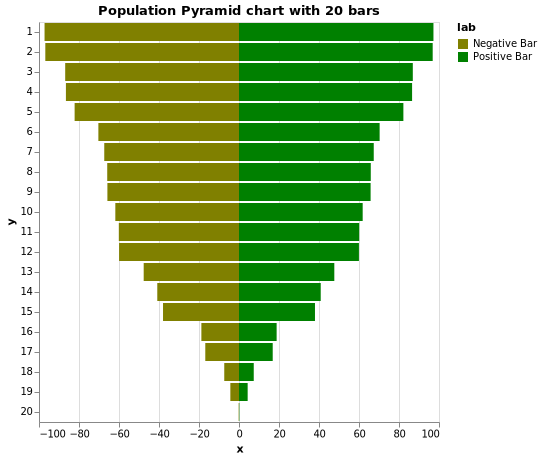 Population Pyramid chart with 20 bars
lab
Negative Bar
Positive Bar
y
1
2
3
4
5
6
7
8
9
10
11
12
13
14
15
16
17
18
19
20
−100 −80 −60 −40 −20 0 20 40 60 80 100
x